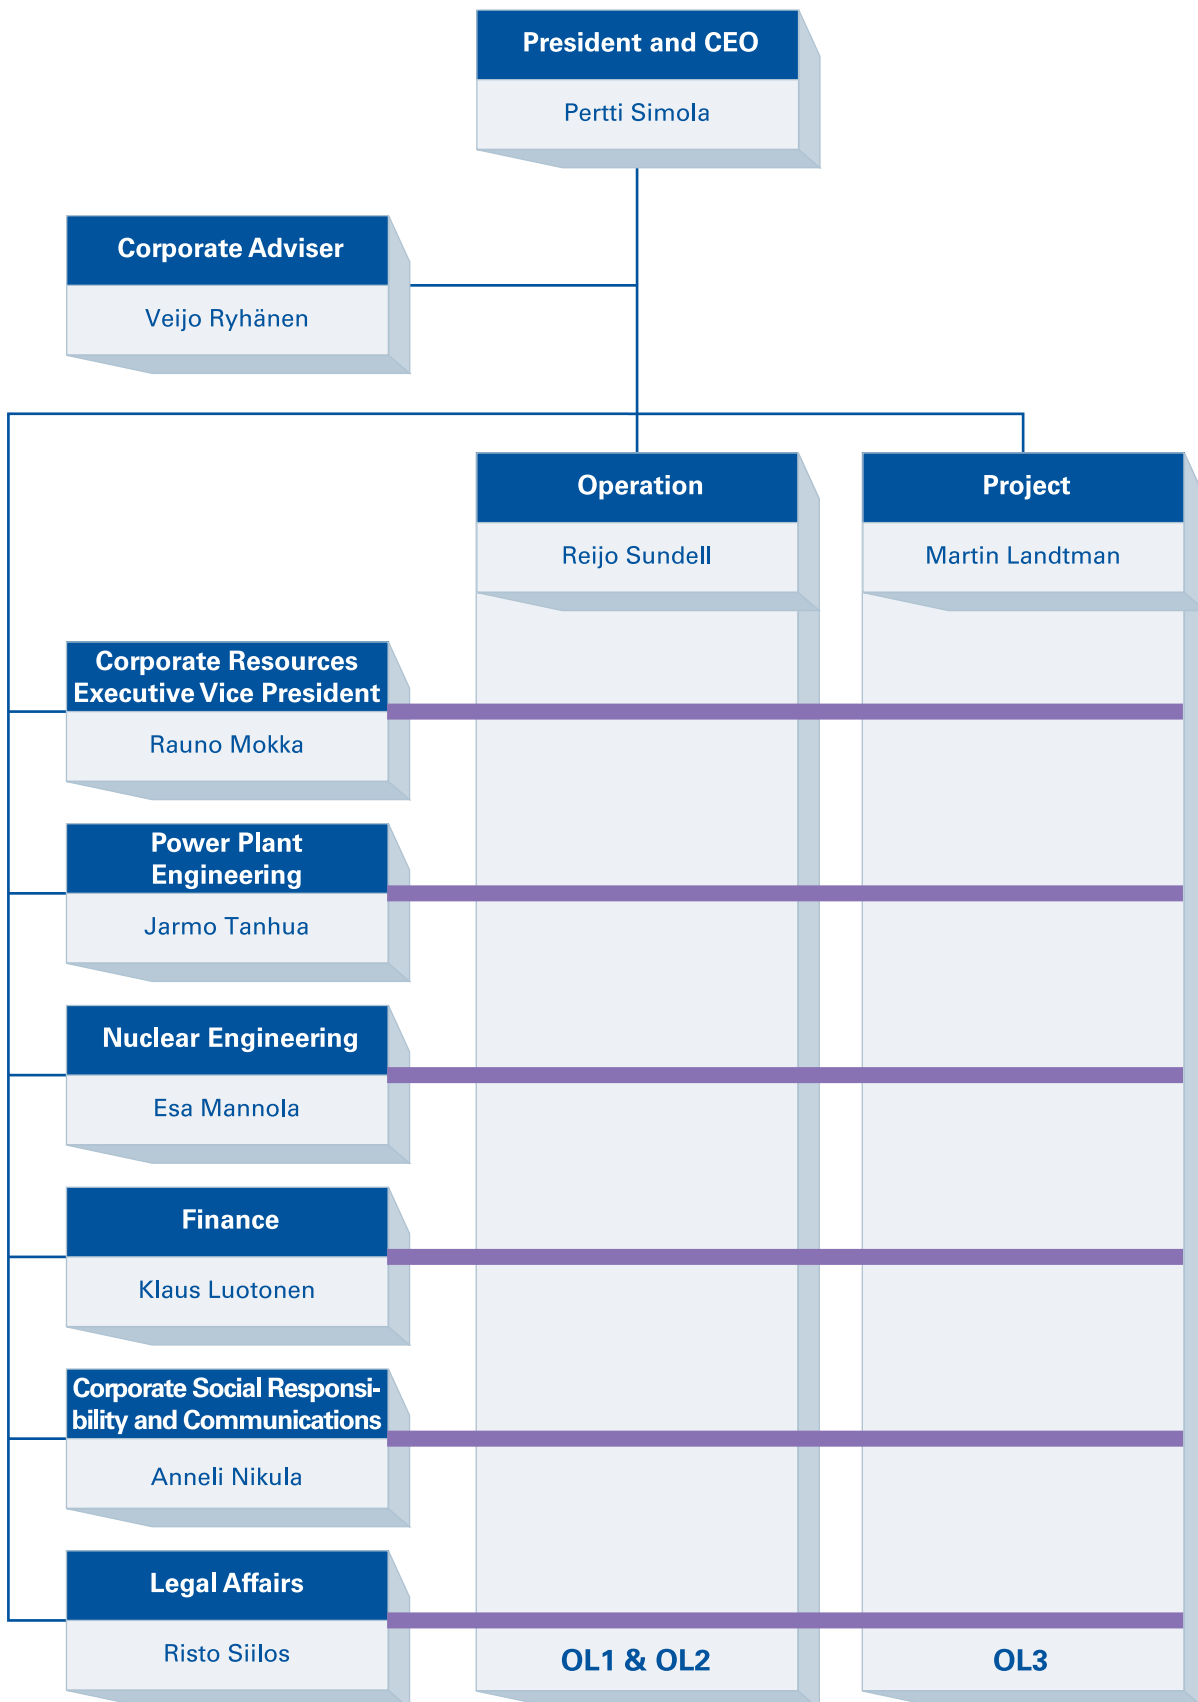 President and CEO
Pertti Simola
Corporate Adviser
Veijo Ryhänen
Operation
Reijo Sundell
Project
Martin Landtman
Corporate Resources
Executive Vice President
Rauno Mokka
Power Plant
Engineering
Jarmo Tanhua
Nuclear Engineering
Esa Mannola
Finance
Klaus Luotonen
Corporate Social Responsi-
bility and Communications
Anneli Nikula
Legal Affairs
Risto Siilos
OL1 & OL2
OL3